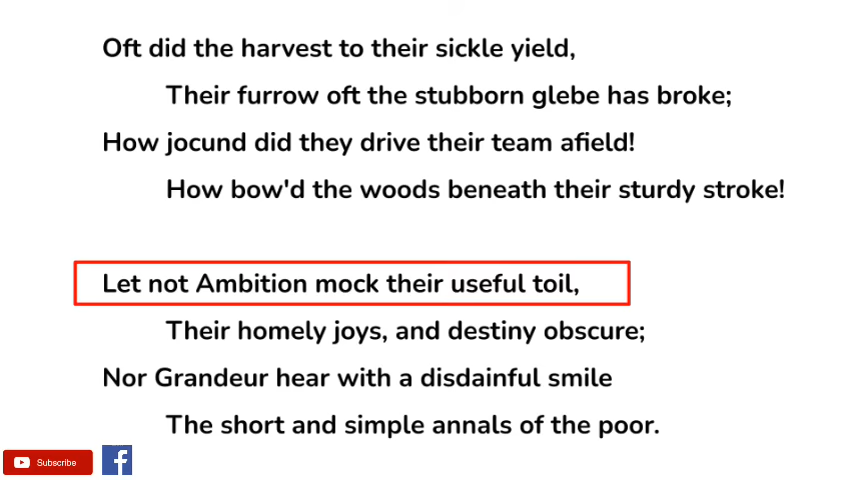 Oft did the harvest to their sickle yield,
Their furrow oft the stubborn glebe has broke;
How jocund did they drive their team afield!
How bow'd the woods beneath their sturdy stroke!
Let not Ambition mock their useful toil,
Their homely joys, and destiny obscure;
Nor Grandeur hear with a disdainful smile
The short and simple annals of the poor.
Subscribe